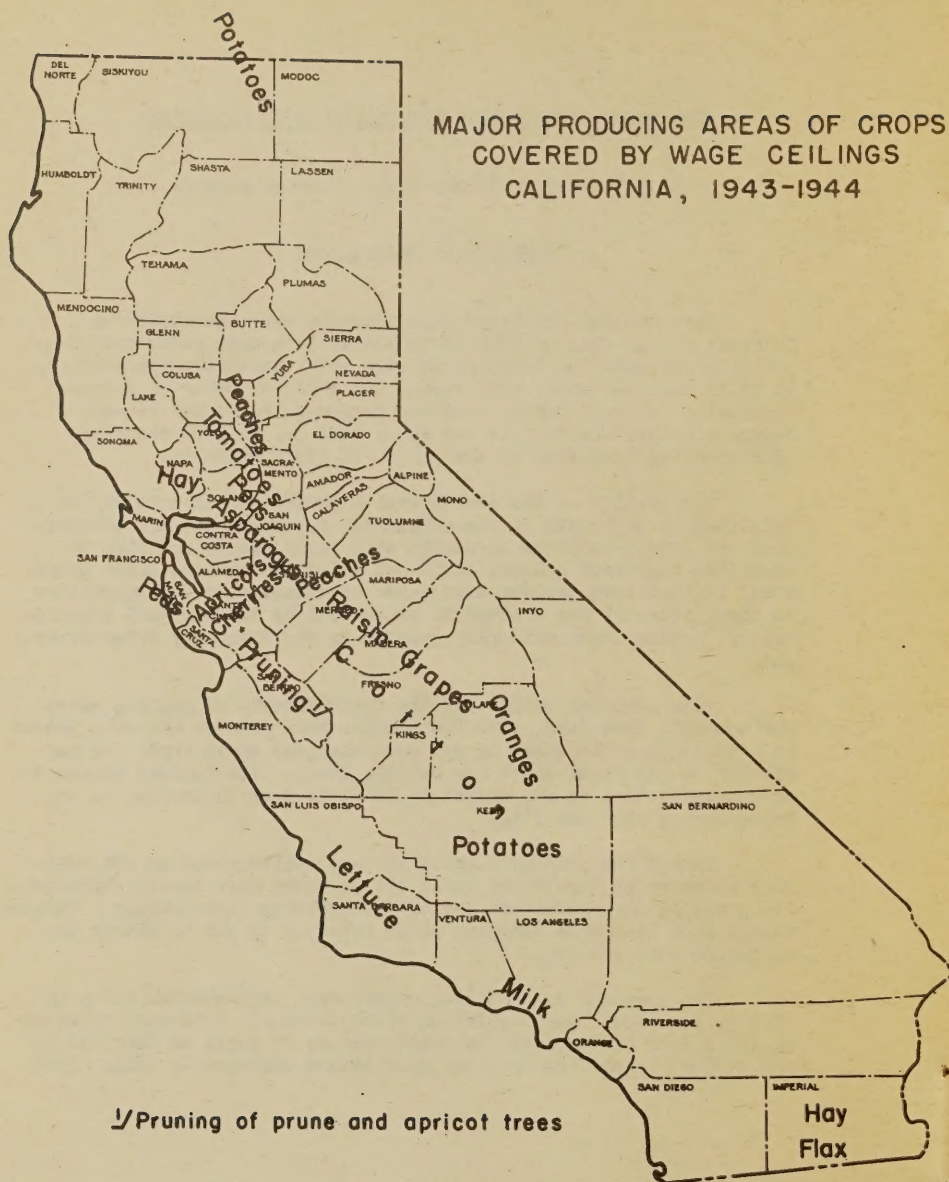 Potatoes
DEL NORTE
SISKIYOU
MODOC
MAJOR PRODUCING AREAS OF CROPS
COVERED BY WAGE CEILINGS
CALIFORNIA, 1943-1944
HUMBOLDT
TRINITY
SHASTA
LASSEN
TEHAMA
PLUMAS
MENDOCINO
GLENN
BUTTE
SIERRA
YUBA
NEVADA
COLUSA
PLACER
LAKE
Peaches
Tomatoes
EL DORADO
SONOMA
NAPA
SACRAMENTO
AMADOR
ALPINE
Hay
Peas
SOLANO
CALAVERAS
MONO
MARIN
Asparagus
SAN JOAQUIN
TUOLUMNE
CONTRA COSTA
SAN FRANCISCO
ALAMEDA
Apricots
Cherries
Peaches
MARIPOSA
Peas
SAN
INYO
MERCED
Raisin Grapes
SANTA CRUZ
MADERA
Pruning 1/
Cotton
FRESNO
Oranges
MONTEREY
KINGS
SAN LUIS OBISPO
KERN
SAN BERNARDINO
Potatoes
Lettuce
SANTA BARBARA
VENTURA
LOS ANGELES
Milk
RIVERSIDE
ORANGE
SAN DIEGO
IMPERIAL
Hay
Flax
1/Pruning of prune and apricot trees